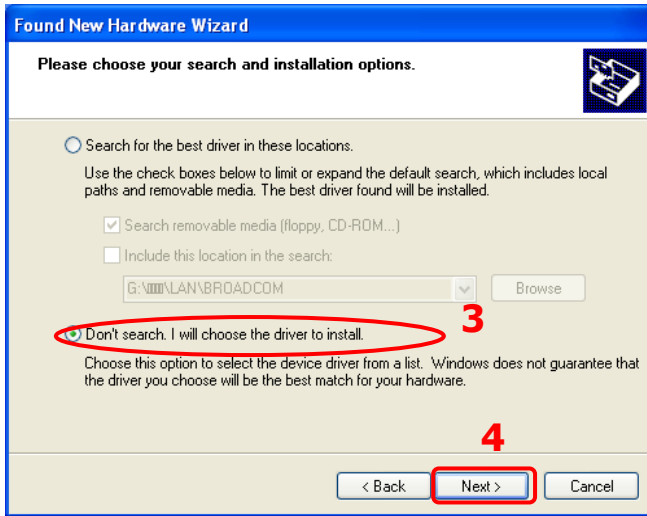 Found New Hardware Wizard
Please choose your search and installation options.
Search for the best driver in these locations.
Use the check boxes below to limit or expand the default search, which includes local
paths and removable media. The best driver found will be installed.
Search removable media (floppy, CD-ROM...)
Include this location in the search:
\LAN\BROADCOM
Browse
3
Don't search. I will choose the driver to install.
Choose this option to select the device driver from a list. Windows does not guarantee that
the driver you choose will be the best match for your hardware.
4
< Back Next > Cancel